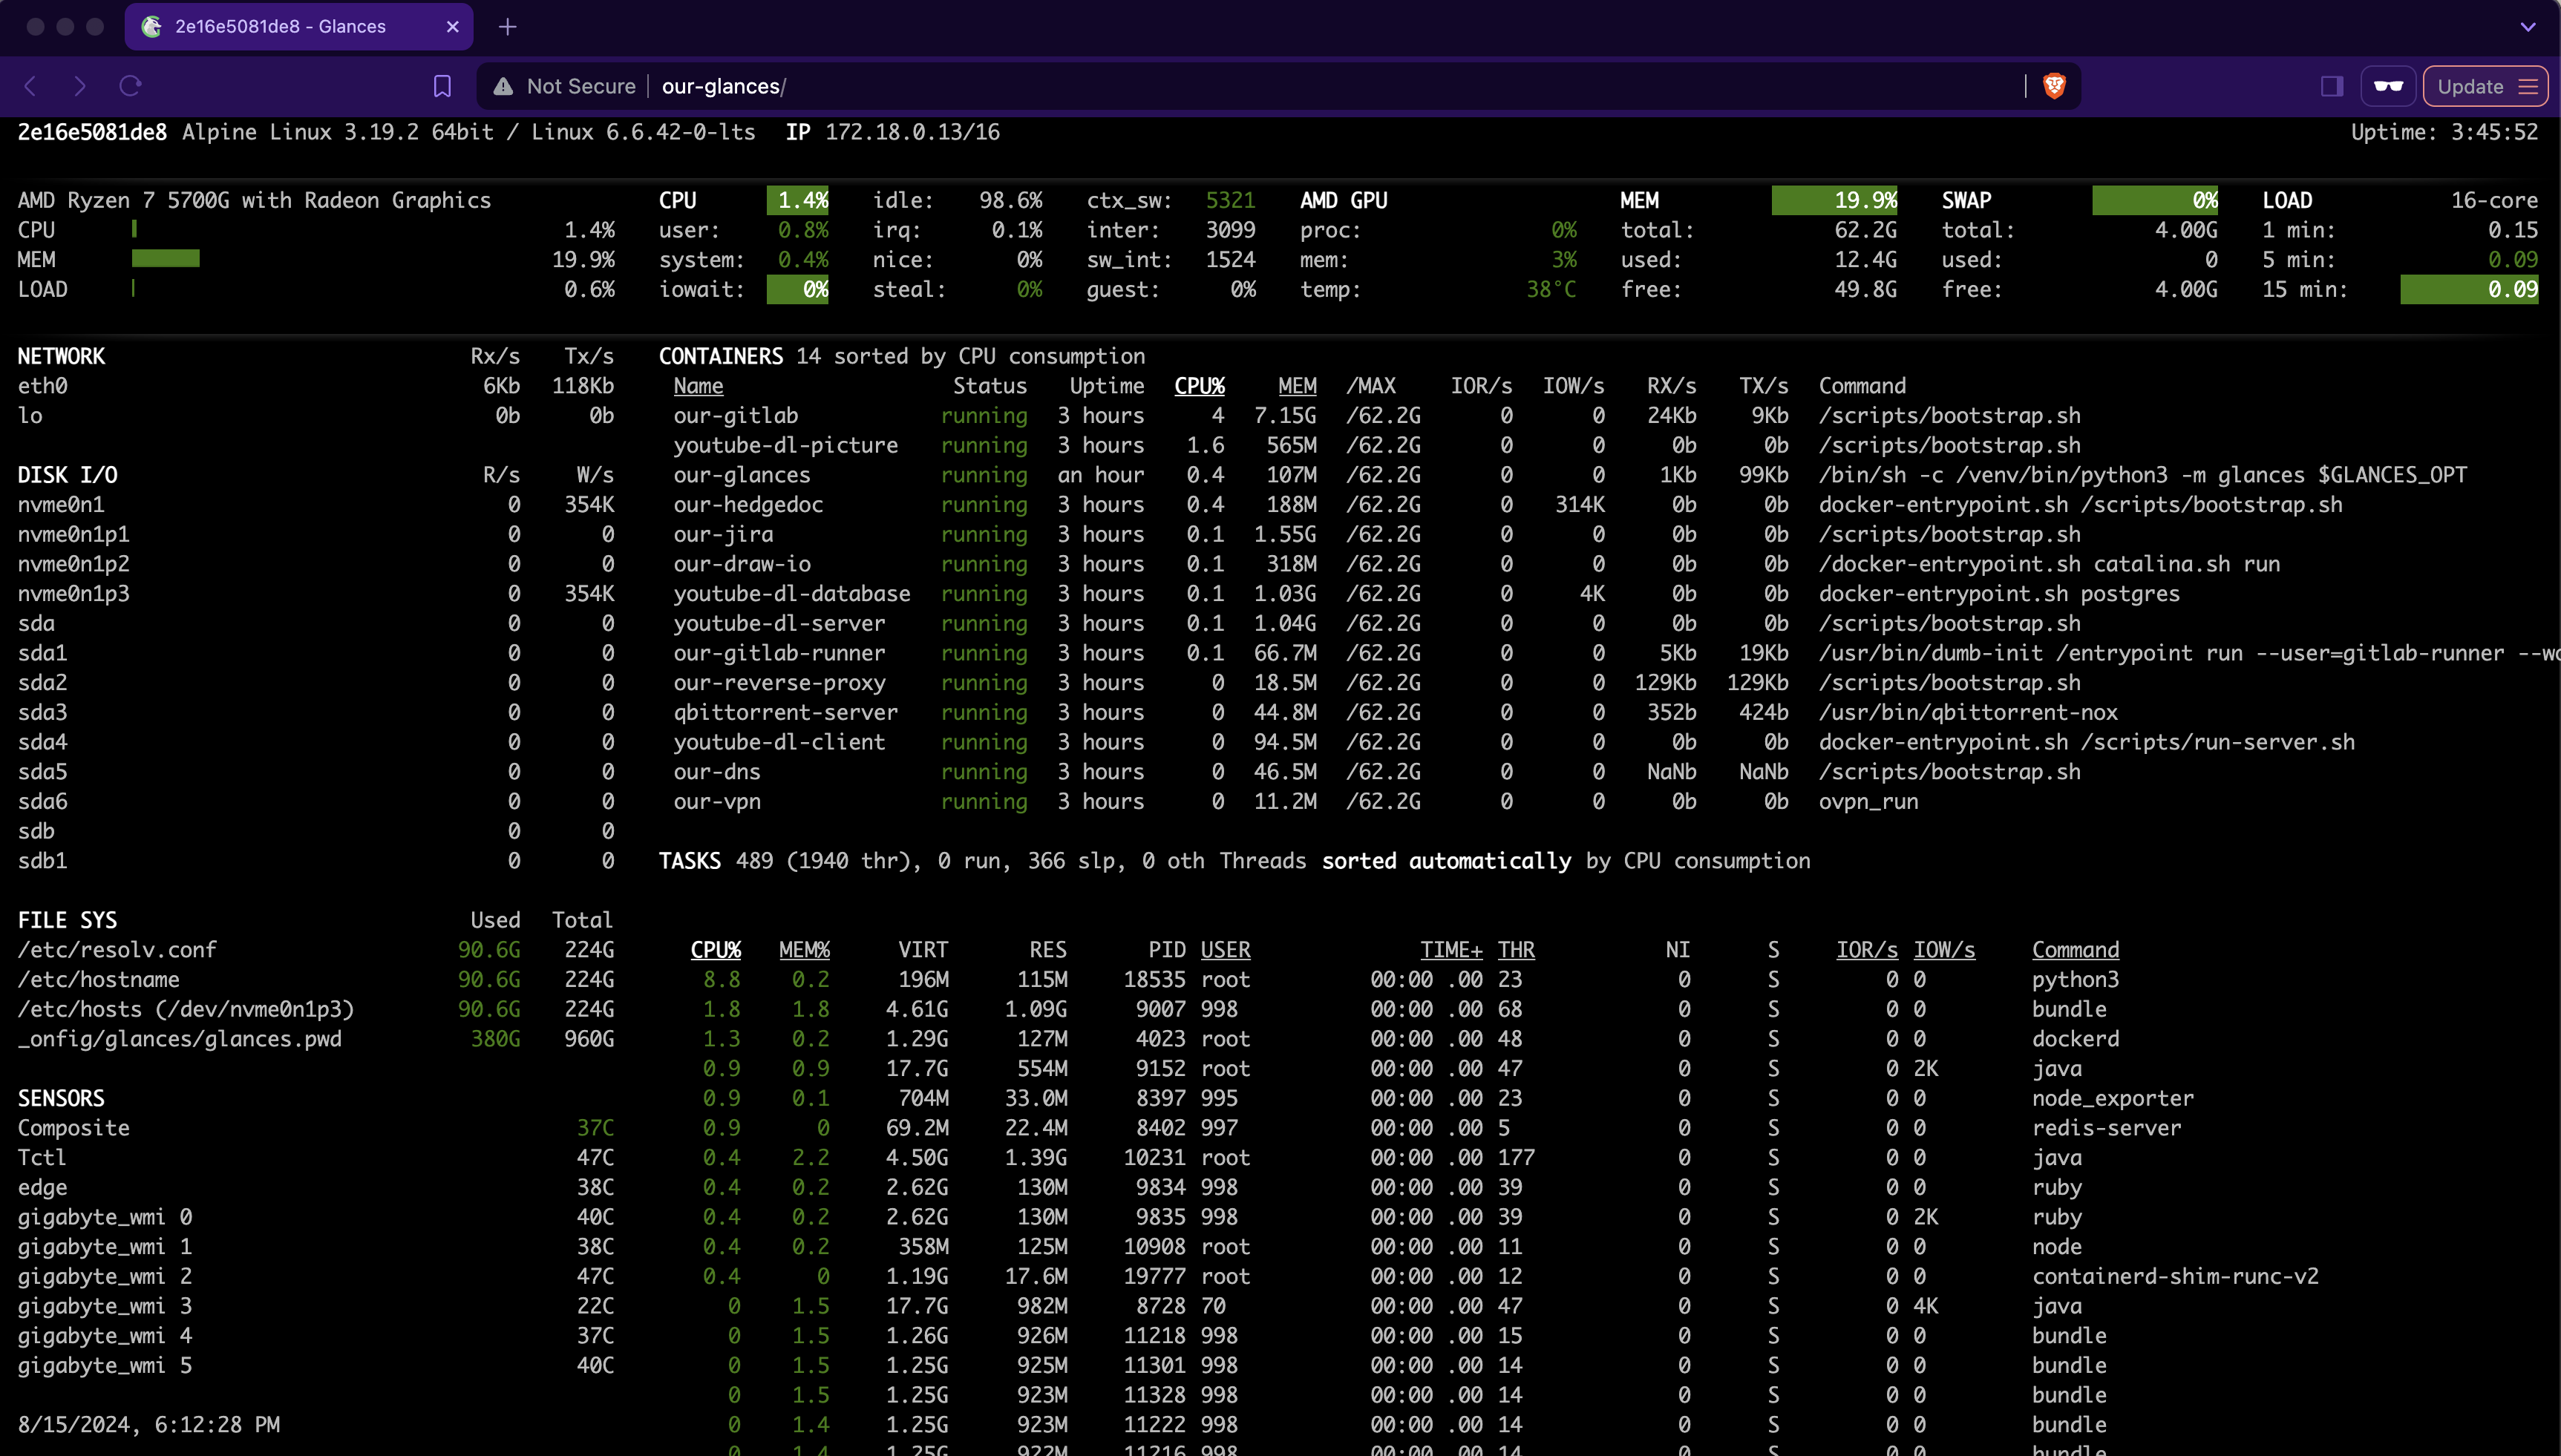 2e16e5081de8 - Glances
Not Secure our-glances/ Update
2e16e5081de8 Alpine Linux 3.19.2 64bit / Linux 6.6.42-0-lts IP 172.18.0.13/16 Uptime: 3:45:52
AMD Ryzen 7 5700G with Radeon Graphics CPU 1.4% idle: 98.6% ctx_sw: 5321 AMD GPU MEM 19.9% SWAP 0% LOAD 16-core
CPU 1.4% user: 0.8% irq: 0.1% inter: 3099 proc: 0% total: 62.2G total: 4.00G 1 min: 0.15
MEM 19.9% system: 0.4% nice: 0% sw_int: 1524 mem: 3% used: 12.4G used: 0 5 min: 0.09
LOAD 0.6% iowait: 0% steal: 0% guest: 0% temp: 38°C free: 49.8G free: 4.00G 15 min: 0.09
NETWORK Rx/s Tx/s
eth0 6Kb 118Kb
lo 0b 0b
DISK I/O R/s W/s
nvme0n1 0 354K
nvme0n1p1 0 0
nvme0n1p2 0 0
nvme0n1p3 0 354K
sda 0 0
sda1 0 0
sda2 0 0
sda3 0 0
sda4 0 0
sda5 0 0
sda6 0 0
sdb 0 0
sdb1 0 0
FILE SYS Used Total
/etc/resolv.conf 90.6G 224G
/etc/hostname 90.6G 224G
/etc/hosts (/dev/nvme0n1p3) 90.6G 224G
_onfig/glances/glances.pwd 380G 960G
SENSORS
Composite 37C
Tctl 47C
edge 38C
gigabyte_wmi 0 40C
gigabyte_wmi 1 38C
gigabyte_wmi 2 47C
gigabyte_wmi 3 22C
gigabyte_wmi 4 37C
gigabyte_wmi 5 40C
8/15/2024, 6:12:28 PM
CONTAINERS 14 sorted by CPU consumption
Name Status Uptime CPU% MEM /MAX IOR/s IOW/s RX/s TX/s Command
our-gitlab running 3 hours 4 7.15G /62.2G 0 0 24Kb 9Kb /scripts/bootstrap.sh
youtube-dl-picture running 3 hours 1.6 565M /62.2G 0 0 0b 0b /scripts/bootstrap.sh
our-glances running an hour 0.4 107M /62.2G 0 0 1Kb 99Kb /bin/sh -c /venv/bin/python3 -m glances $GLANCES_OPT
our-hedgedoc running 3 hours 0.4 188M /62.2G 0 314K 0b 0b docker-entrypoint.sh /scripts/bootstrap.sh
our-jira running 3 hours 0.1 1.55G /62.2G 0 0 0b 0b /scripts/bootstrap.sh
our-draw-io running 3 hours 0.1 318M /62.2G 0 0 0b 0b /docker-entrypoint.sh catalina.sh run
youtube-dl-database running 3 hours 0.1 1.03G /62.2G 0 4K 0b 0b docker-entrypoint.sh postgres
youtube-dl-server running 3 hours 0.1 1.04G /62.2G 0 0 0b 0b /scripts/bootstrap.sh
our-gitlab-runner running 3 hours 0.1 66.7M /62.2G 0 0 5Kb 19Kb /usr/bin/dumb-init /entrypoint run --user=gitlab-runner
our-reverse-proxy running 3 hours 0 18.5M /62.2G 0 0 129Kb 129Kb /scripts/bootstrap.sh
qbittorrent-server running 3 hours 0 44.8M /62.2G 0 0 352b 424b /usr/bin/qbittorrent-nox
youtube-dl-client running 3 hours 0 94.5M /62.2G 0 0 0b 0b docker-entrypoint.sh /scripts/run-server.sh
our-dns running 3 hours 0 46.5M /62.2G 0 0 NaNb NaNb /scripts/bootstrap.sh
our-vpn running 3 hours 0 11.2M /62.2G 0 0 0b 0b ovpn_run
TASKS 489 (1940 thr), 0 run, 366 slp, 0 oth Threads sorted automatically by CPU consumption
CPU% MEM% VIRT RES PID USER TIME+ THR NI S IOR/s IOW/s Command
8.8 0.2 196M 115M 18535 root 00:00 .00 23 0 S 0 0 python3
1.8 1.8 4.61G 1.09G 9007 998 00:00 .00 68 0 S 0 0 bundle
1.3 0.2 1.29G 127M 4023 root 00:00 .00 48 0 S 0 0 dockerd
0.9 0.9 17.7G 554M 9152 root 00:00 .00 47 0 S 0 2K java
0.9 0.1 704M 33.0M 8397 995 00:00 .00 23 0 S 0 0 node_exporter
0.9 0 69.2M 22.4M 8402 997 00:00 .00 5 0 S 0 0 redis-server
0.4 2.2 4.50G 1.39G 10231 root 00:00 .00 177 0 S 0 0 java
0.4 0.2 2.62G 130M 9834 998 00:00 .00 39 0 S 0 0 ruby
0.4 0.2 2.62G 130M 9835 998 00:00 .00 39 0 S 0 2K ruby
0.4 0.2 358M 125M 10908 root 00:00 .00 11 0 S 0 0 node
0.4 0 1.19G 17.6M 19777 root 00:00 .00 12 0 S 0 0 containerd-shim-runc-v2
0 1.5 17.7G 982M 8728 70 00:00 .00 47 0 S 0 4K java
0 1.5 1.26G 926M 11218 998 00:00 .00 15 0 S 0 0 bundle
0 1.5 1.25G 925M 11301 998 00:00 .00 14 0 S 0 0 bundle
0 1.5 1.25G 923M 11328 998 00:00 .00 14 0 S 0 0 bundle
0 1.4 1.25G 923M 11222 998 00:00 .00 14 0 S 0 0 bundle